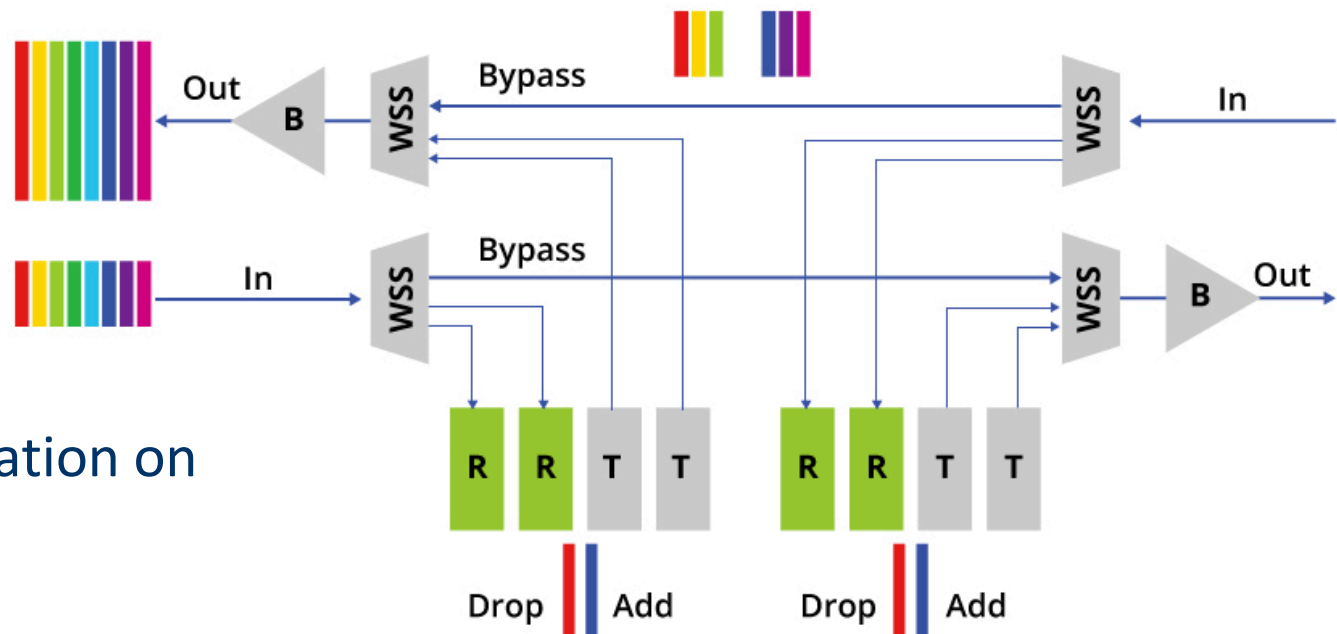 Out
B
WSS
Bypass
WSS
In
In
WSS
Bypass
WSS
B
Out
ation on
R
R
T
T
R
R
T
T
Drop
Add
Drop
Add